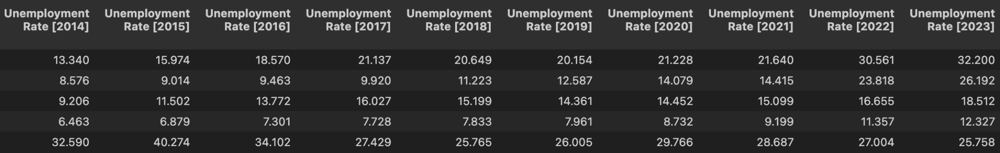 Unemployment Rate [2014] Unemployment Rate [2015] Unemployment Rate [2016] Unemployment Rate [2017] Unemployment Rate [2018] Unemployment Rate [2019] Unemployment Rate [2020] Unemployment Rate [2021] Unemployment Rate [2022] Unemployment Rate [2023]
13.340 15.974 18.570 21.137 20.649 20.154 21.228 21.640 30.561 32.200
8.576 9.014 9.463 9.920 11.223 12.587 14.079 14.415 23.818 26.192
9.206 11.502 13.772 16.027 15.199 14.361 14.452 15.099 16.655 18.512
6.463 6.879 7.301 7.728 7.833 7.961 8.732 9.199 11.357 12.327
32.590 40.274 34.102 27.429 25.765 26.005 29.766 28.687 27.004 25.758